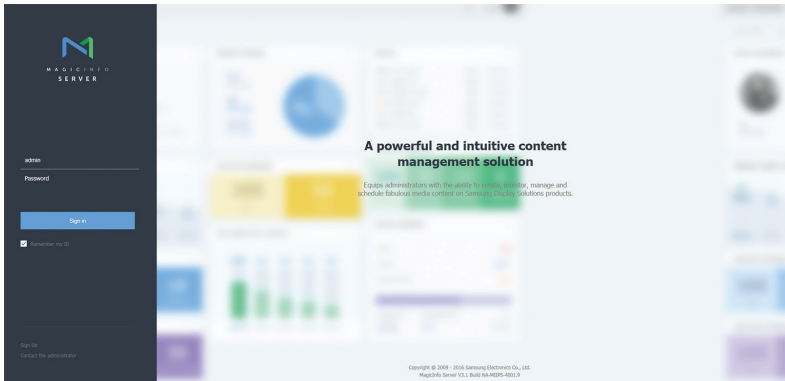 MAGICINFO
SERVER
admin
Password
Sign in
Remember my ID
Sign Up
Contact the administrator
A powerful and intuitive content
management solution
Equips administrators with the ability to create, monitor, manage and
schedule fabulous media content on Samsung Display Solutions products.
Copyright @ 2009 - 2016 Samsung Electronics Co., Ltd.
MagicInfo Server V3.1 Build NA-MEIPS-4001.9